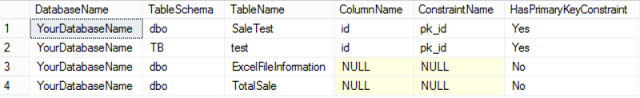 DatabaseName TableSchema TableName ColumnName ConstraintName HasPrimaryKeyConstraint
1 YourDatabaseName dbo SaleTest id pk_id Yes
2 YourDatabaseName TB test id pk_id Yes
3 YourDatabaseName dbo ExcelFileInformation NULL NULL No
4 YourDatabaseName dbo TotalSale NULL NULL No